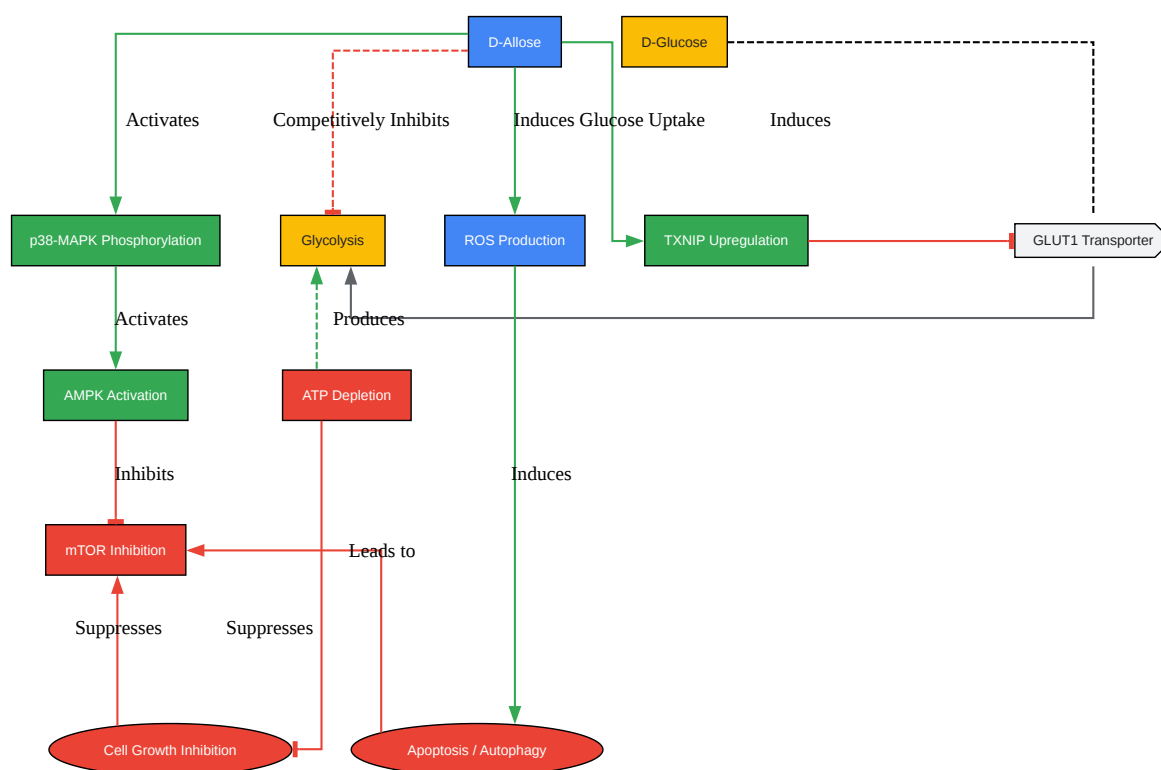 D-Allose
D-Glucose
Activates
Competitively Inhibits
Induces
Glucose Uptake
Induces
p38-MAPK Phosphorylation
Glycolysis
ROS Production
TXNIP Upregulation
GLUT1 Transporter
Activates
Produces
AMPK Activation
ATP Depletion
Inhibits
Induces
mTOR Inhibition
Leads to
Suppresses
Suppresses
Cell Growth Inhibition
Apoptosis / Autophagy